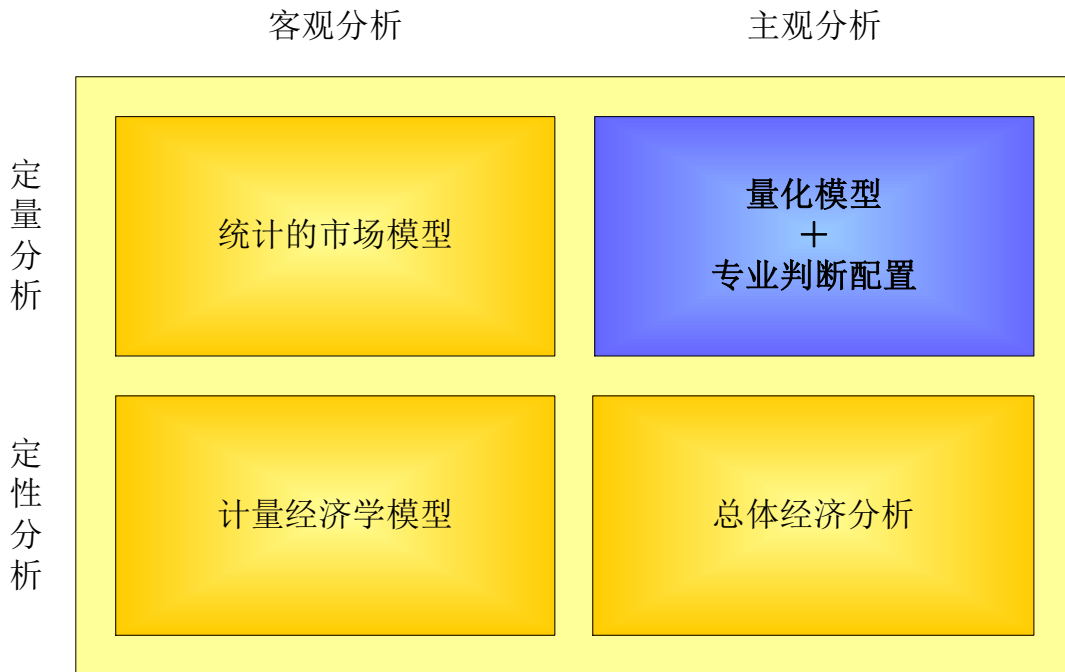 客观分析
主观分析
定量分析
统计的市场模型
量化模型
＋
专业判断配置
定性分析
计量经济学模型
总体经济分析